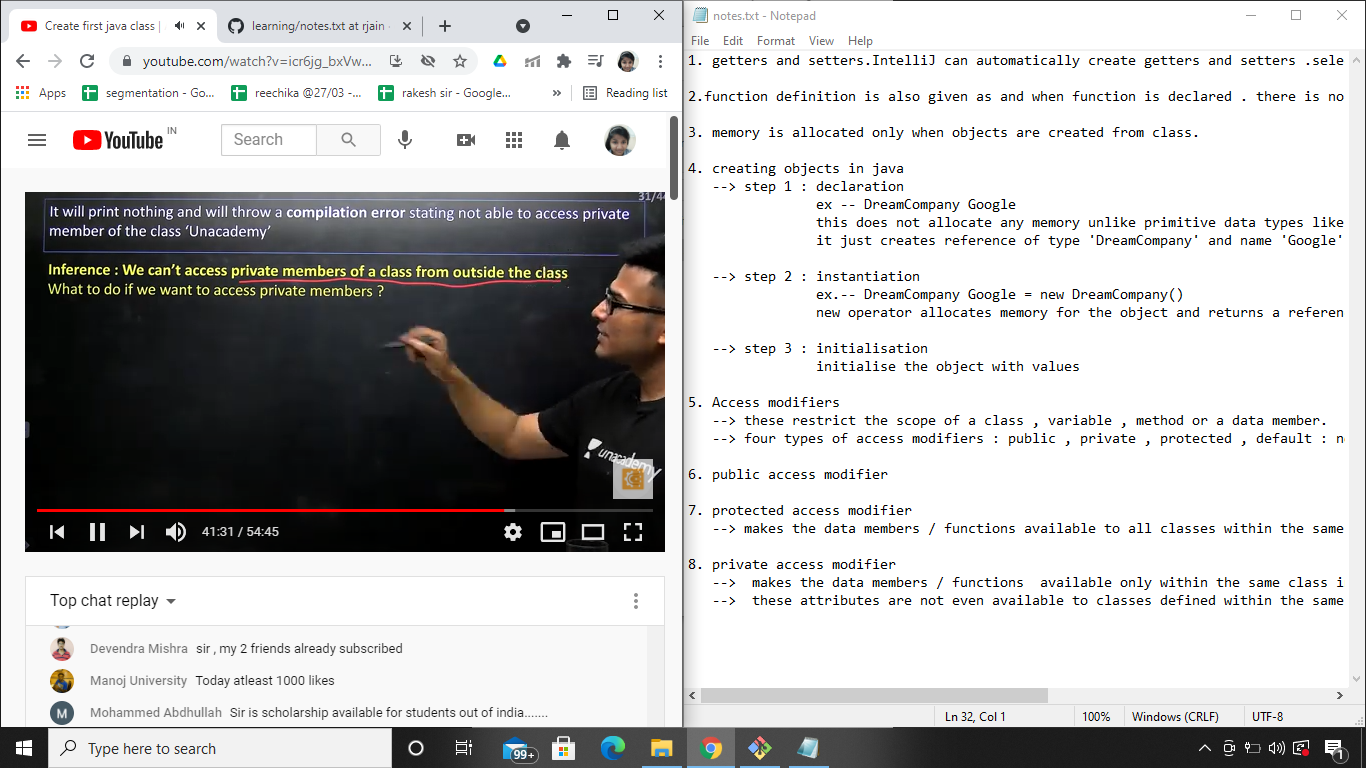 Create first java class |
learning/notes.txt at rjain
youtube.com/watch?v=icr6jg_bxVw...
Apps
segmentation - Go...
reechika @27/03 -...
rakesh sir - Google...
»
Reading list
YouTube IN
Search
31/44
It will print nothing and will throw a compilation error stating not able to access private
member of the class ‘Unacademy’
Inference : We can’t access private members of a class from outside the class
What to do if we want to access private members ?
unacademy
41:31 / 54:45
Top chat replay
Devendra Mishra sir , my 2 friends already subscribed
Manoj University Today atleast 1000 likes
M Mohammed Abdhullah Sir is scholarship available for students out of india.......
notes.txt - Notepad
File Edit Format View Help
1. getters and setters.IntelliJ can automatically create getters and setters .sele
2.function definition is also given as and when function is declared . there is no
3. memory is allocated only when objects are created from class.
4. creating objects in java
--> step 1 : declaration
ex -- DreamCompany Google
this does not allocate any memory unlike primitive data types like
it just creates reference of type 'DreamCompany' and name 'Google'
--> step 2 : instantiation
ex.-- DreamCompany Google = new DreamCompany()
new operator allocates memory for the object and returns a referen
--> step 3 : initialisation
initialise the object with values
5. Access modifiers
--> these restrict the scope of a class , variable , method or a data member.
--> four types of access modifiers : public , private , protected , default : n
6. public access modifier
7. protected access modifier
--> makes the data members / functions available to all classes within the same
8. private access modifier
--> makes the data members / functions available only within the same class i
--> these attributes are not even available to classes defined within the same
Ln 32, Col 1 100% Windows (CRLF) UTF-8
Type here to search
99+
1